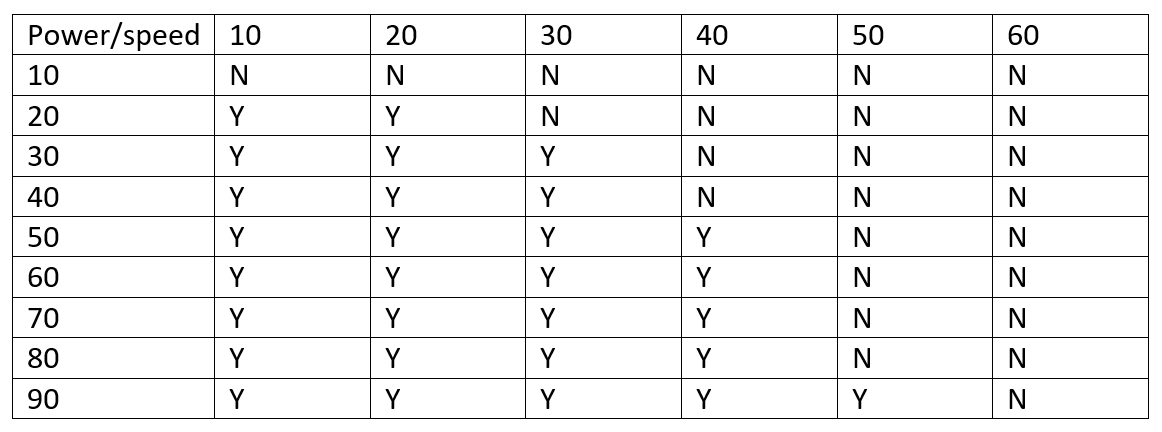 Power/speed 10 20 30 40 50 60
10 N N N N N N
20 Y Y N N N N
30 Y Y Y N N N
40 Y Y Y N N N
50 Y Y Y Y N N
60 Y Y Y Y N N
70 Y Y Y Y N N
80 Y Y Y Y N N
90 Y Y Y Y Y N